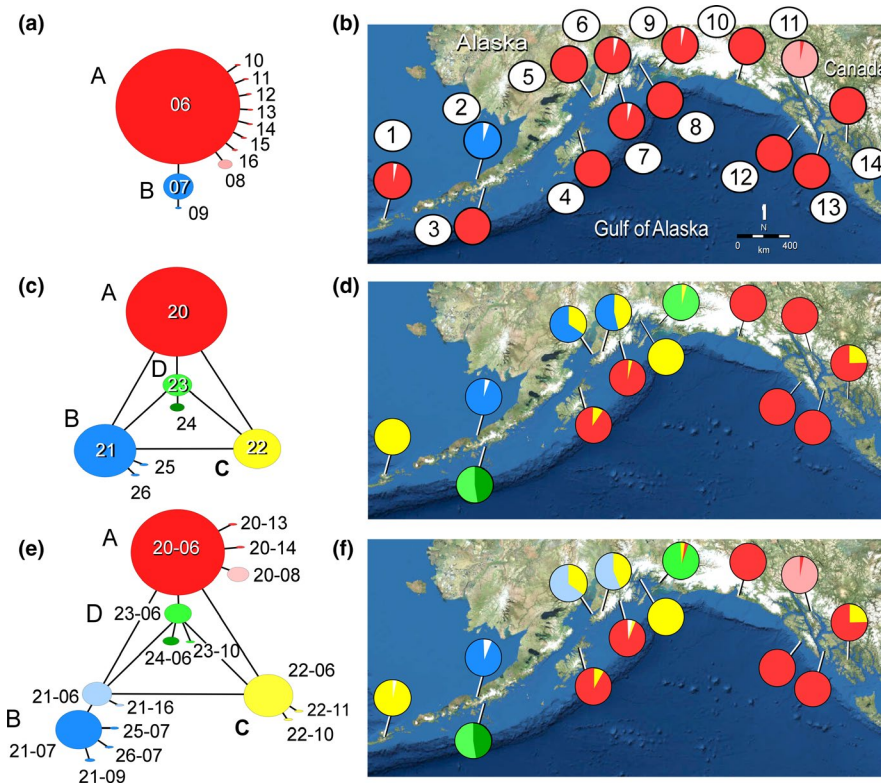 (a)
A
06
10
11
12
13
14
15
16
08
B
07
09
(b)
Alaska
Canada
Gulf of Alaska
N
0 400
km
1
2
3
4
5
6
7
8
9
10
11
12
13
14
(c)
A
20
D
23
24
B
21
22
C
25
26
(d)
(e)
A
20-06
20-13
20-14
20-08
D
23-06
24-06
23-10
21-06
21-16
B
21-07
25-07
26-07
21-09
22-06
C
22-11
22-10
(f)